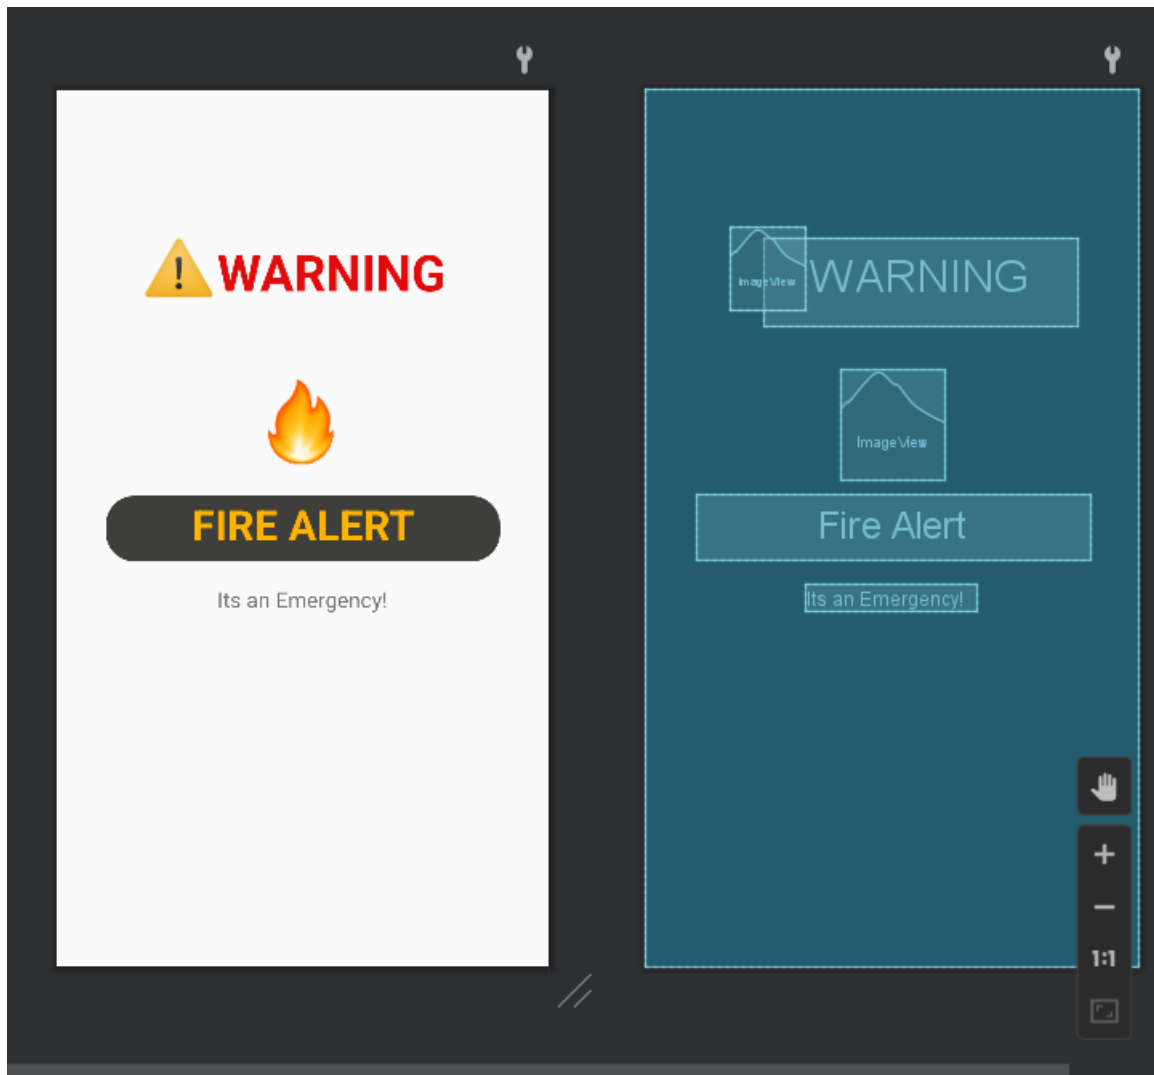 WARNING
FIRE ALERT
Its an Emergency!
ImageView
WARNING
ImageView
Fire Alert
Its an Emergency!
1:1